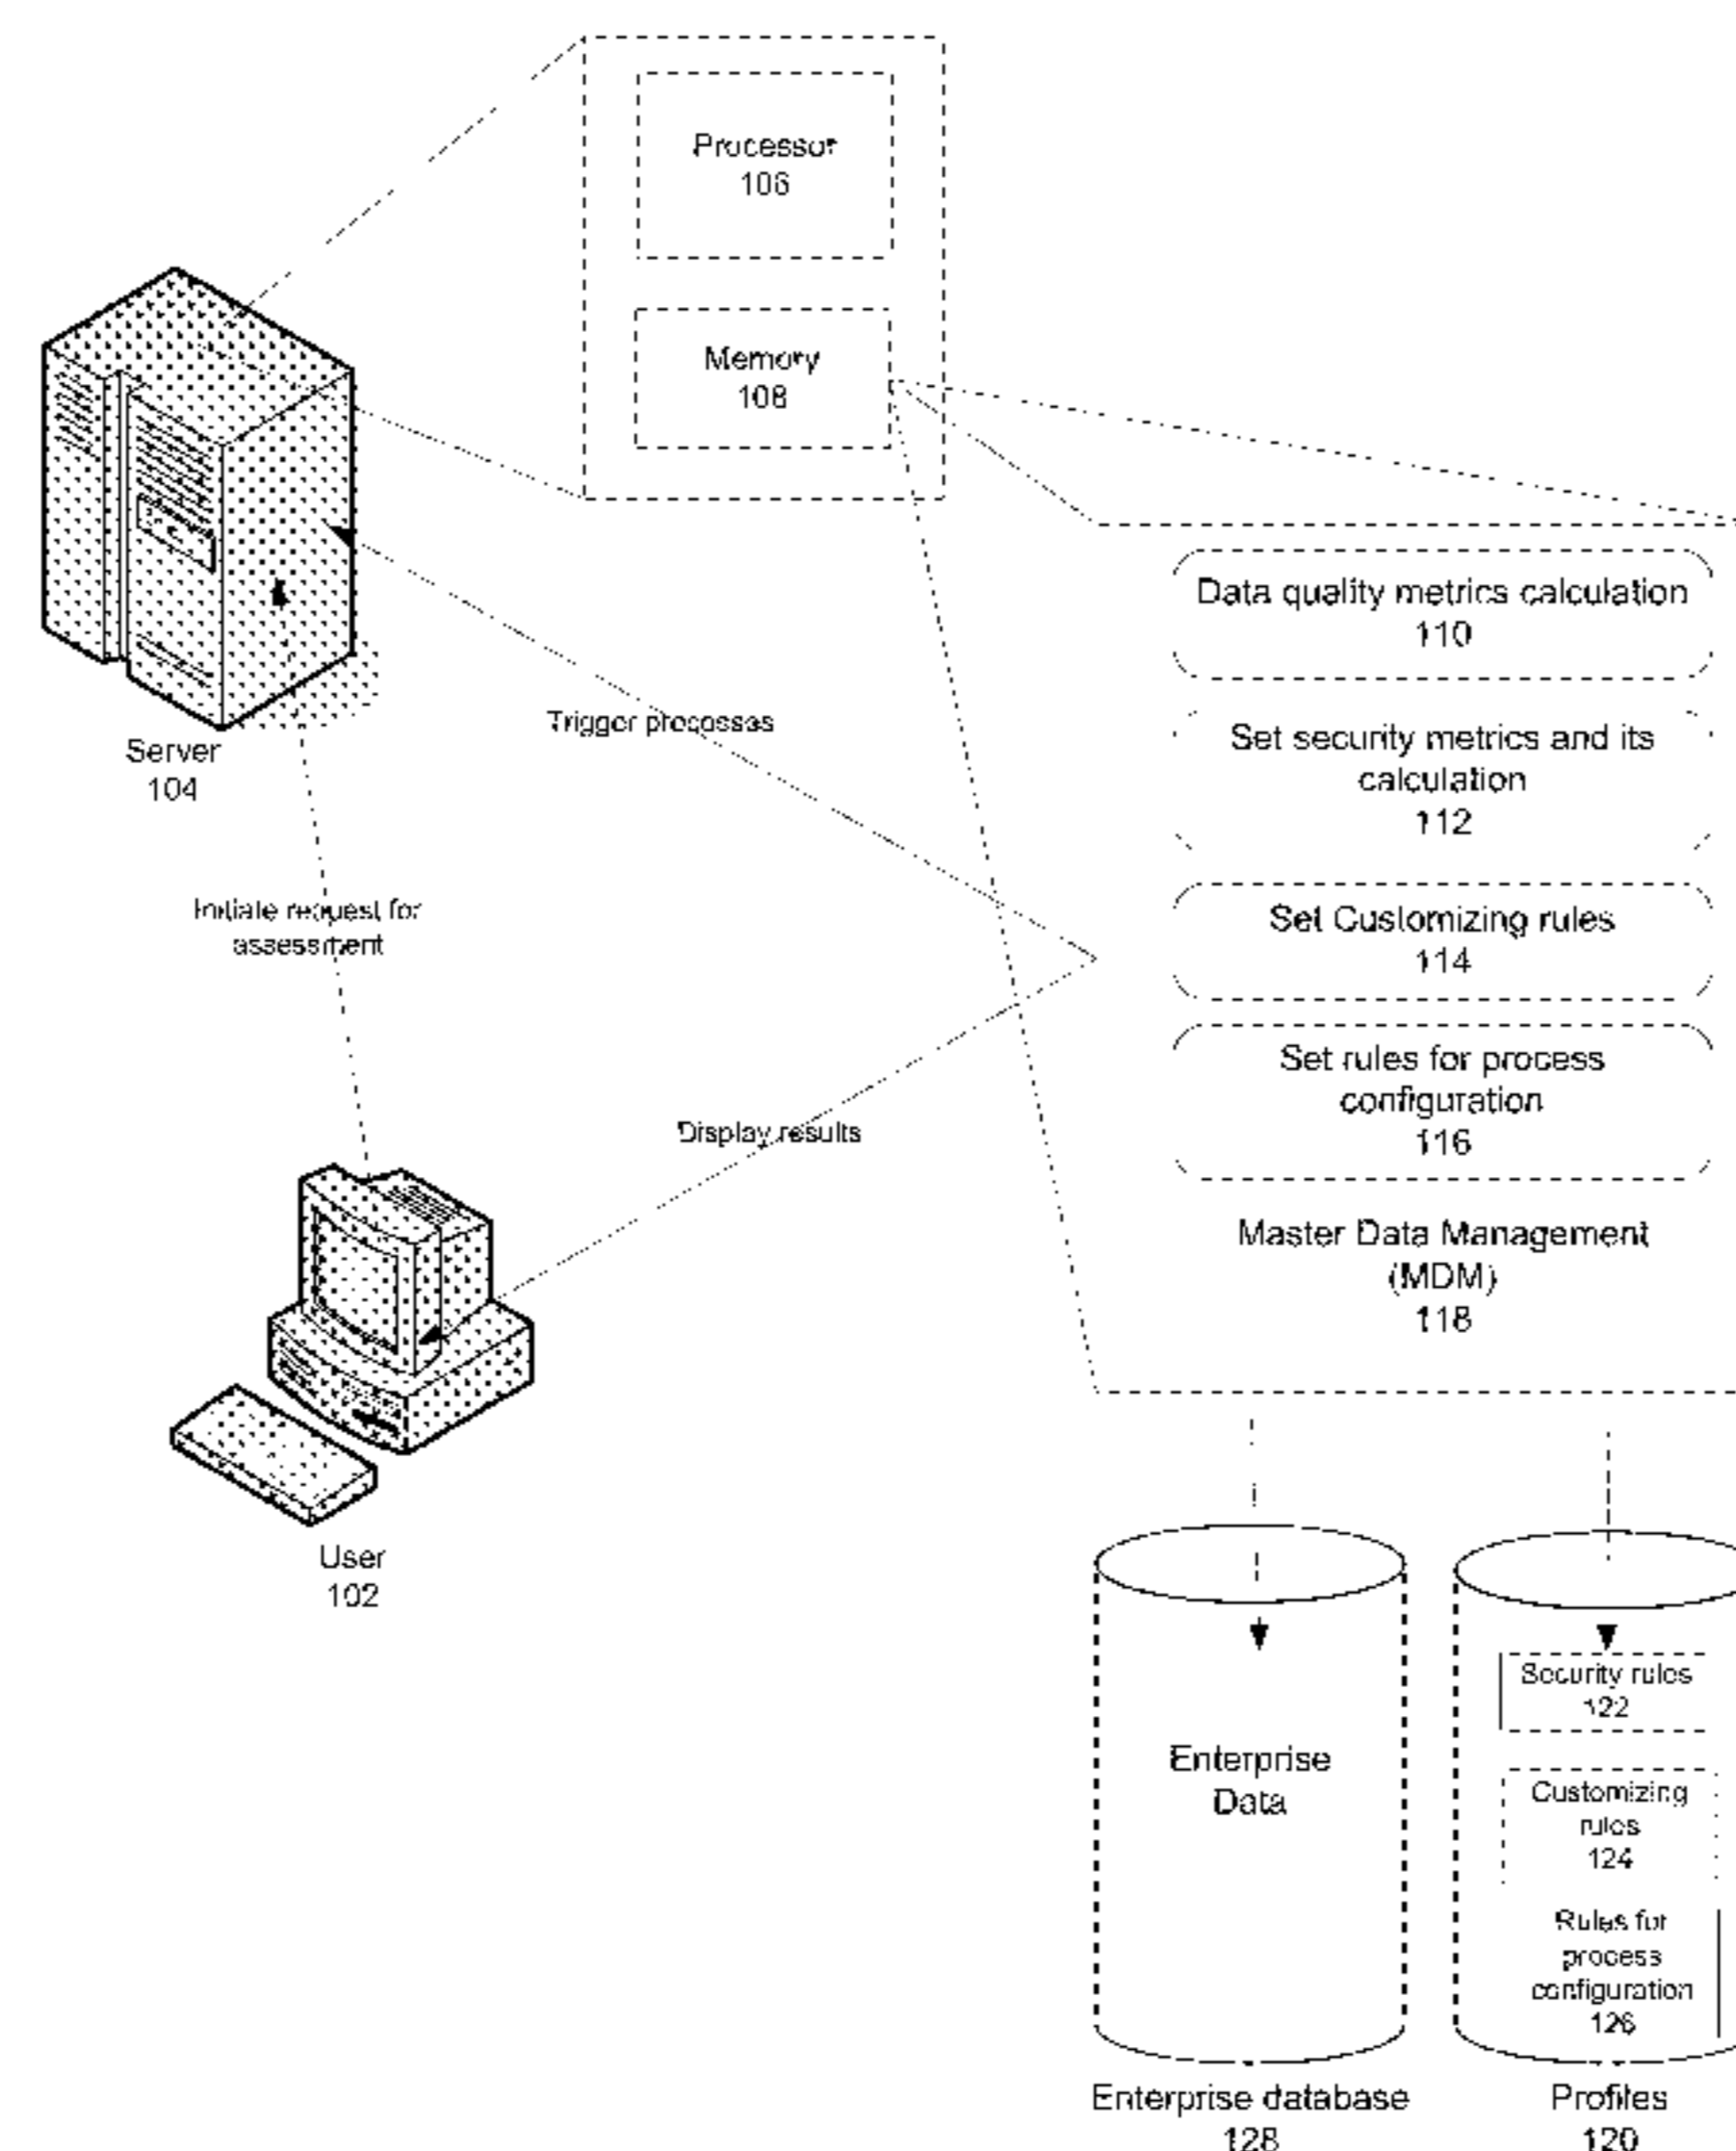 Processor
106
Memory
108
Server
104
Trigger processes
Data quality metrics calculation
110
Set security metrics and its
calculation
112
Set Customizing rules
114
Set rules for process
configuration
116
Master Data Management
(MDM)
118
Initiate request for
assessment
Display results
User
102
Enterprise
Data
Enterprise database
128
Security rules
122
Customizing
rules
124
Rules for
process
configuration
126
Profiles
120